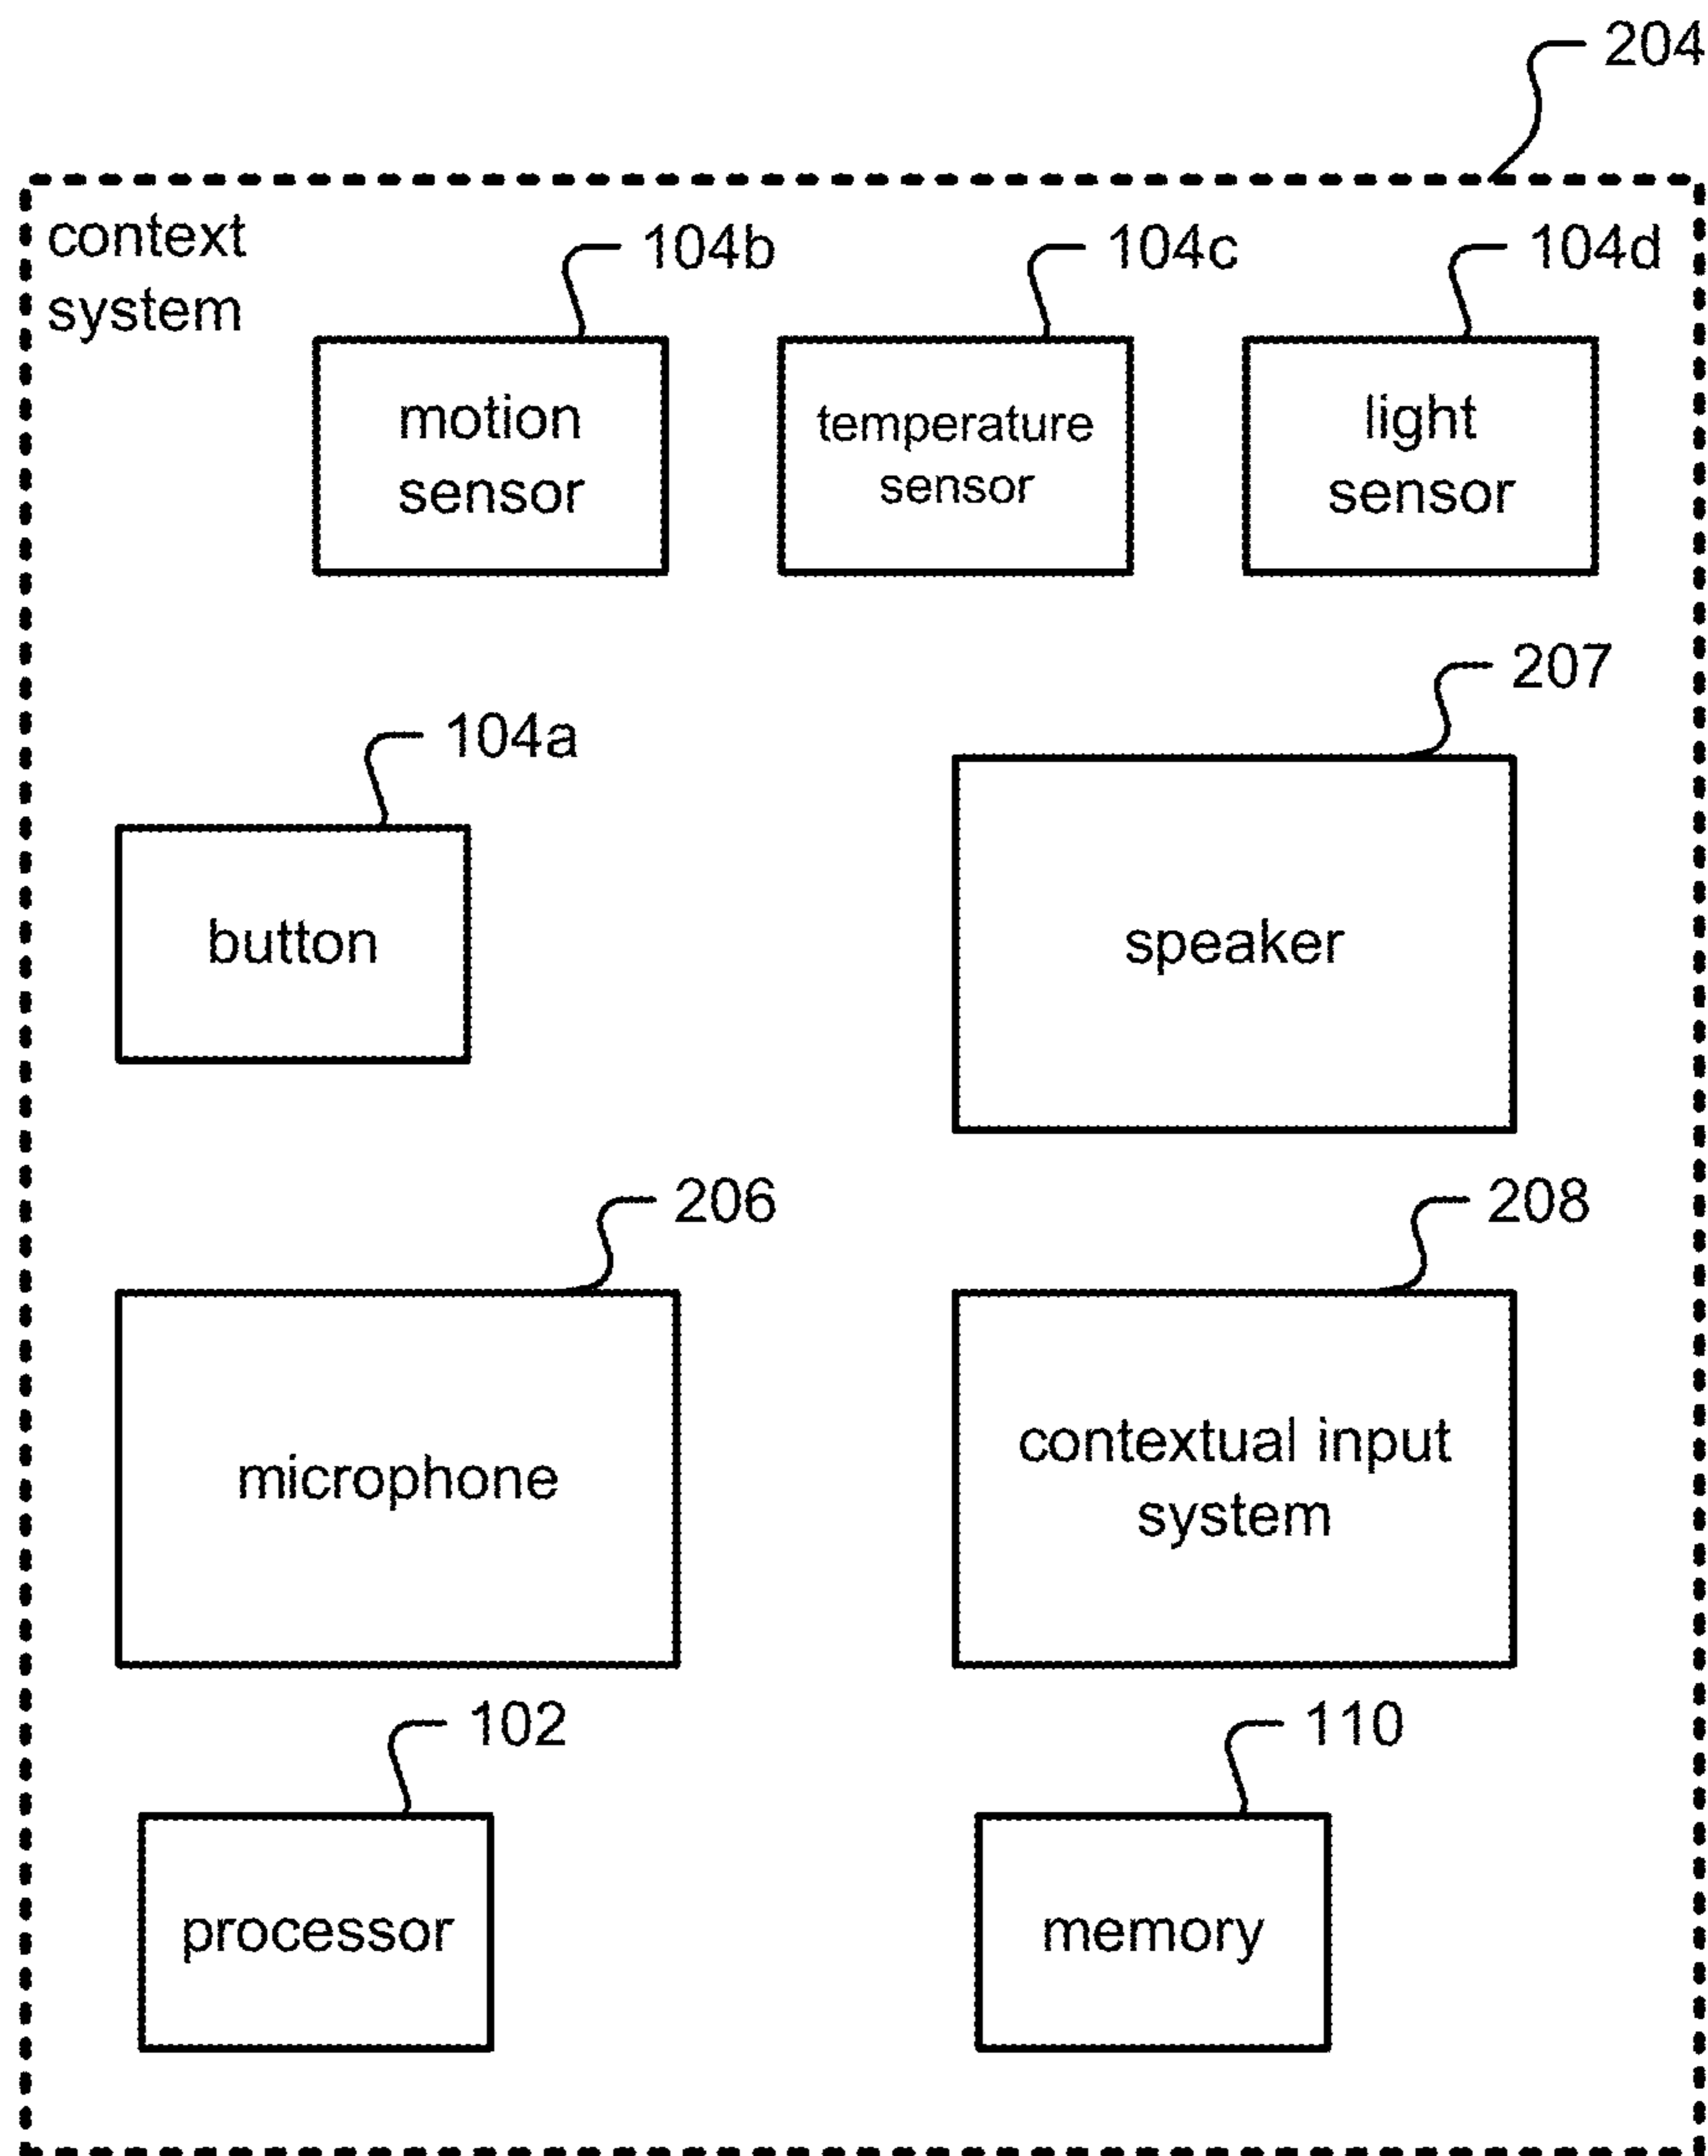 204
context
system
104b
104c
104d
motion
sensor
temperature
sensor
light
sensor
207
104a
button
speaker
206
208
microphone
contextual input
system
102
110
processor
memory